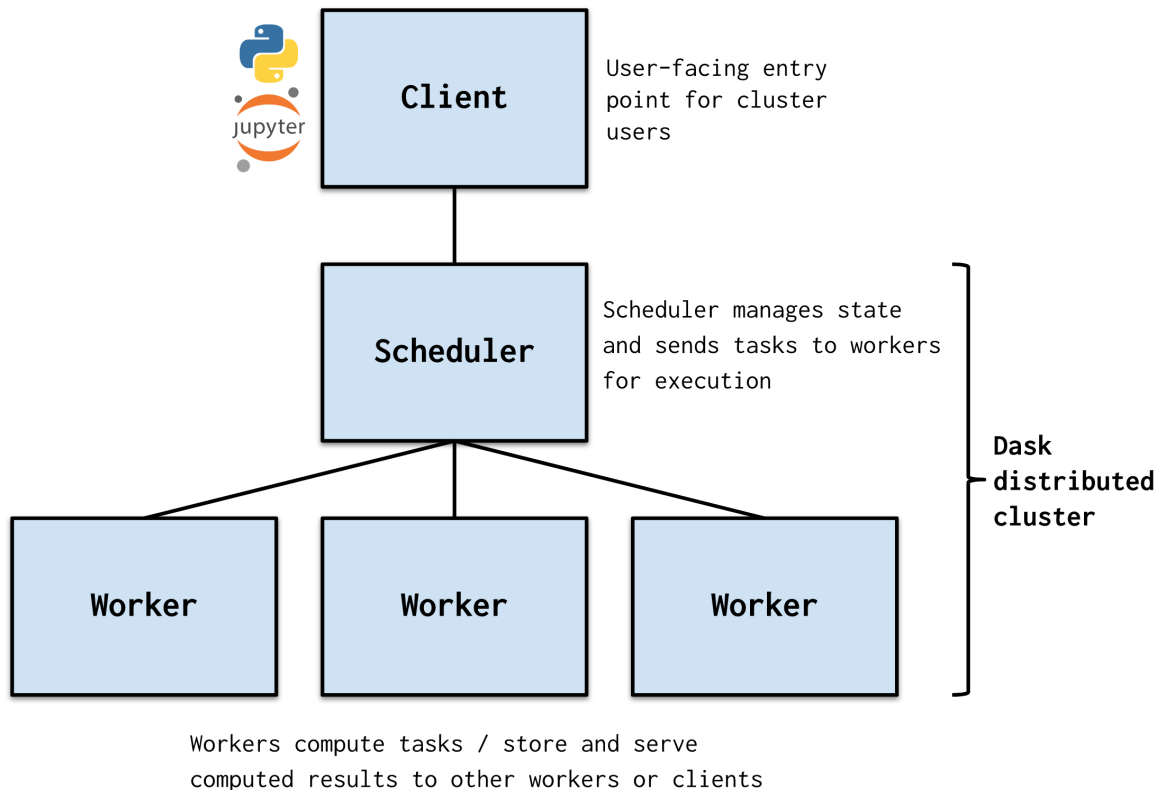 Client
User-facing entry
point for cluster
users
jupyter
Scheduler
Scheduler manages state
and sends tasks to workers
for execution
Dask
distributed
cluster
Worker
Worker
Worker
Workers compute tasks / store and serve
computed results to other workers or clients